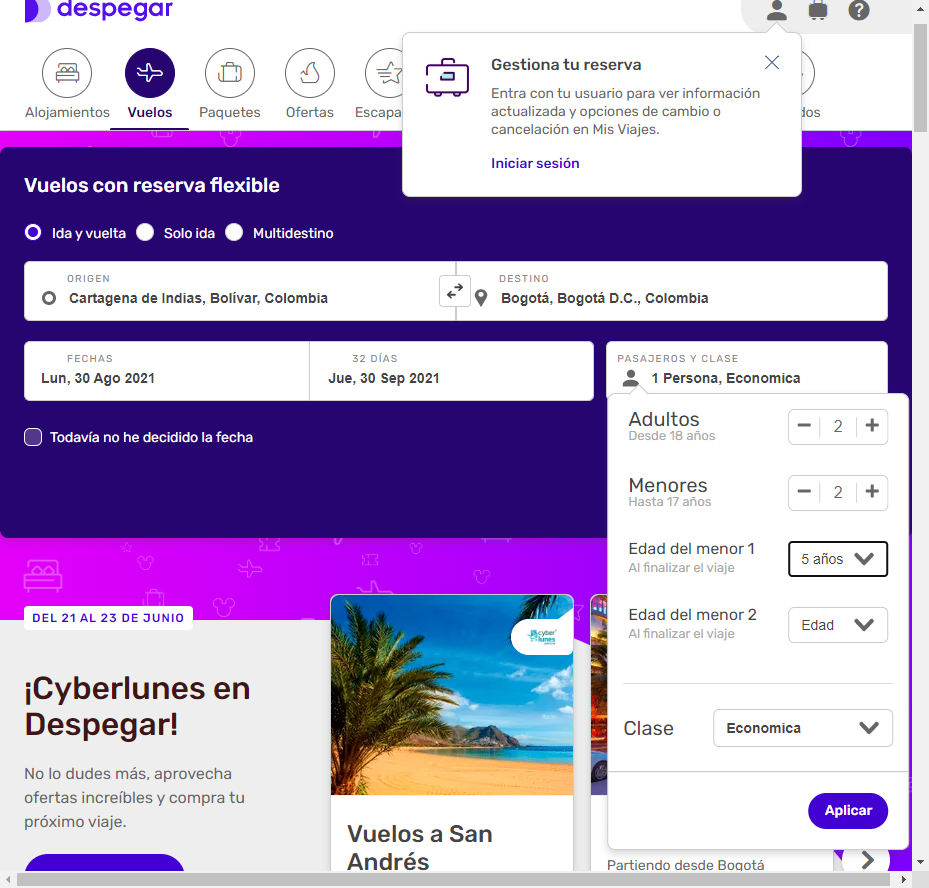 despegar
Alojamientos
Vuelos
Paquetes
Ofertas
Escapa
dos
Gestiona tu reserva
Entra con tu usuario para ver información
actualizada y opciones de cambio o
cancelación en Mis Viajes.
Iniciar sesión
Vuelos con reserva flexible
Ida y vuelta
Solo ida
Multidestino
ORIGEN
Cartagena de Indias, Bolívar, Colombia
DESTINO
Bogotá, Bogotá D.C., Colombia
FECHAS
Lun, 30 Ago 2021
32 DÍAS
Jue, 30 Sep 2021
PASAJEROS Y CLASE
1 Persona, Economica
Todavía no he decidido la fecha
Adultos
Desde 18 años
2
Menores
Hasta 17 años
2
Edad del menor 1
Al finalizar el viaje
5 años
Edad del menor 2
Al finalizar el viaje
Edad
Clase
Economica
Aplicar
DEL 21 AL 23 DE JUNIO
¡Cyberlunes en
Despegar!
No lo dudes más, aprovecha
ofertas increíbles y compra tu
próximo viaje.
cyber
lunes
Vuelos a San
Andrés
Partiendo desde Bogotá